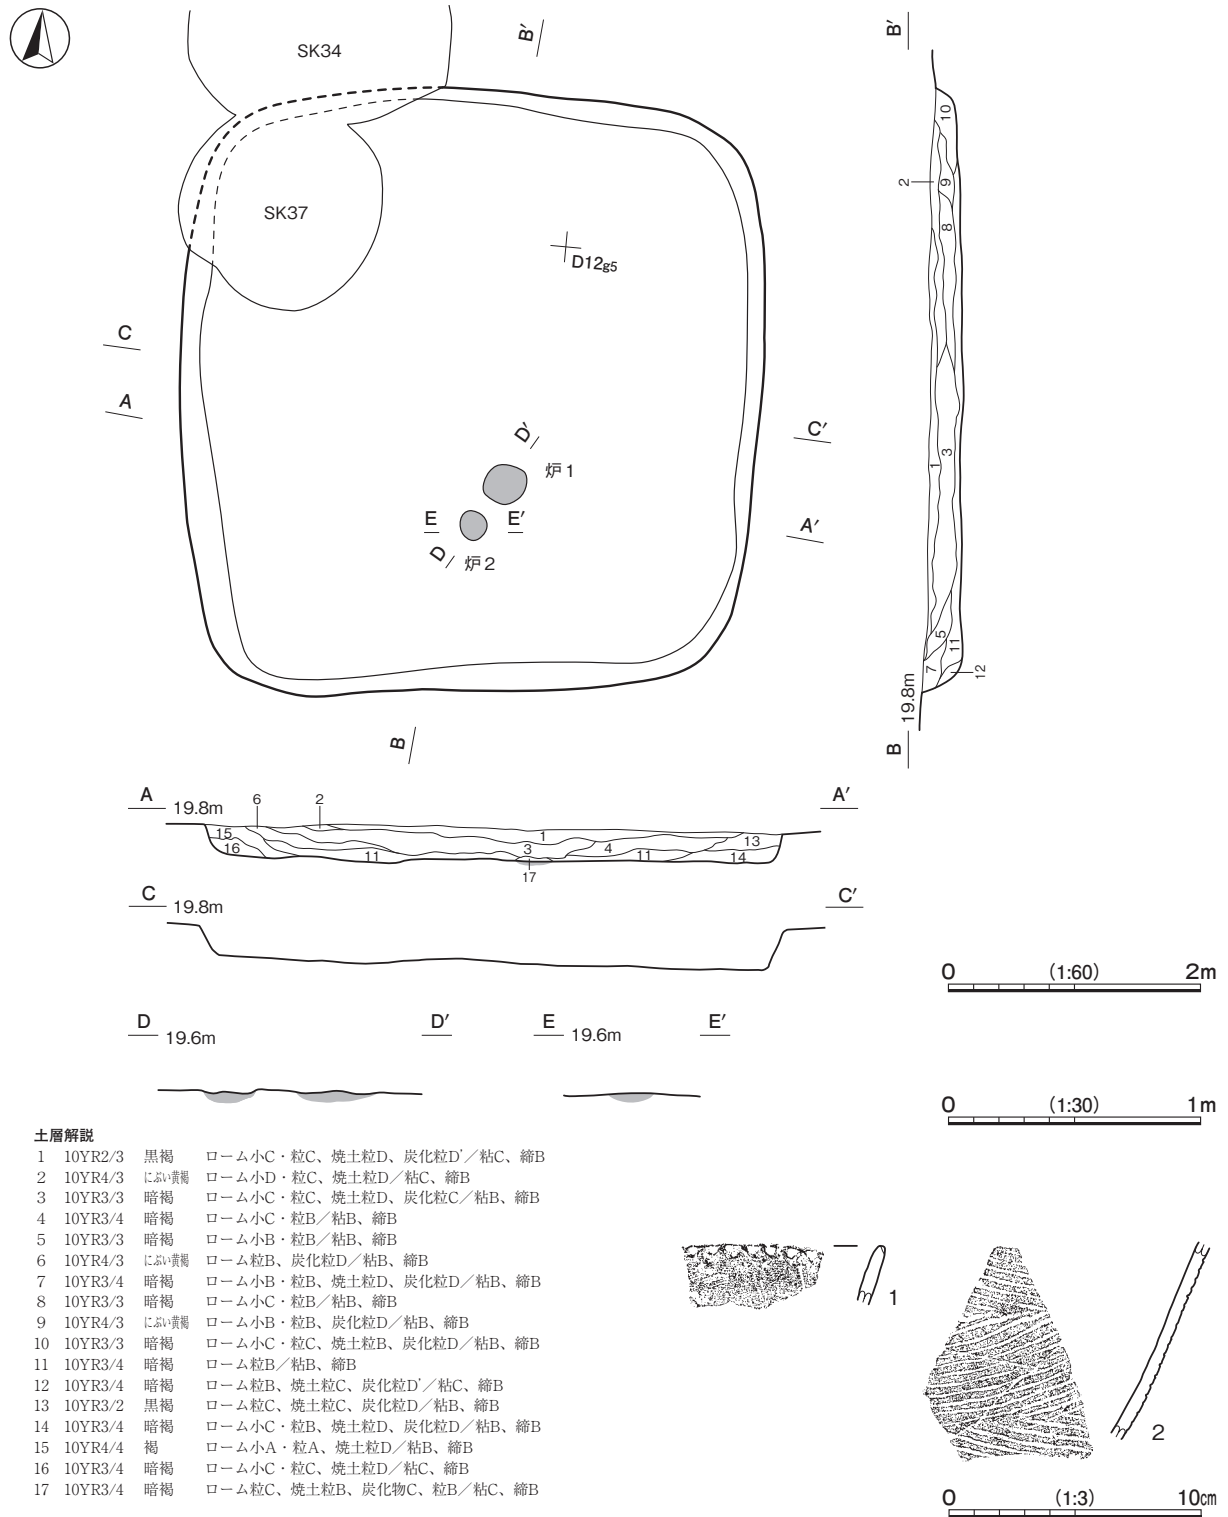 SK34
B′
B′
SK37
D12g5
10
2
9
8
C
A
D′
炉1
C′
E
E′
A′
D
炉2
1
3
5
11
7
12
19.8m
B
B
A
19.8m
6
2
A′
15
16
11
1
3
4
11
13
14
17
C
19.8m
C′
0 (1:60) 2m
D
19.6m
D′
E
19.6m
E′
0 (1:30) 1m
土層解説
1 10YR2/3 黒褐 ローム小C・粒C、焼土粒D、炭化粒D’／粘C、締B
2 10YR4/3 にぶい黄褐 ローム小D・粒C、焼土粒D／粘C、締B
3 10YR3/3 暗褐 ローム小C・粒C、焼土粒D、炭化粒C／粘B、締B
4 10YR3/4 暗褐 ローム小C・粒B／粘B、締B
5 10YR3/3 暗褐 ローム小B・粒B／粘B、締B
6 10YR4/3 にぶい黄褐 ローム粒B、炭化粒D／粘B、締B
7 10YR3/4 暗褐 ローム小B・粒B、焼土粒D、炭化粒D／粘B、締B
8 10YR3/3 暗褐 ローム小C・粒B／粘B、締B
9 10YR4/3 にぶい黄褐 ローム小B・粒B、炭化粒D／粘B、締B
10 10YR3/3 暗褐 ローム小C・粒C、焼土粒B、炭化粒D／粘B、締B
11 10YR3/4 暗褐 ローム粒B／粘B、締B
12 10YR3/4 暗褐 ローム粒B、焼土粒C、炭化粒D’／粘C、締B
13 10YR3/2 黒褐 ローム粒C、焼土粒C、炭化粒D／粘B、締B
14 10YR3/4 暗褐 ローム小C・粒B、焼土粒D、炭化粒D／粘B、締B
15 10YR4/4 褐 ローム小A・粒A、焼土粒D／粘B、締B
16 10YR3/4 暗褐 ローム小C・粒C、焼土粒D／粘C、締B
17 10YR3/4 暗褐 ローム粒C、焼土粒B、炭化物C、粒B／粘C、締B
1
2
0 (1:3) 10cm